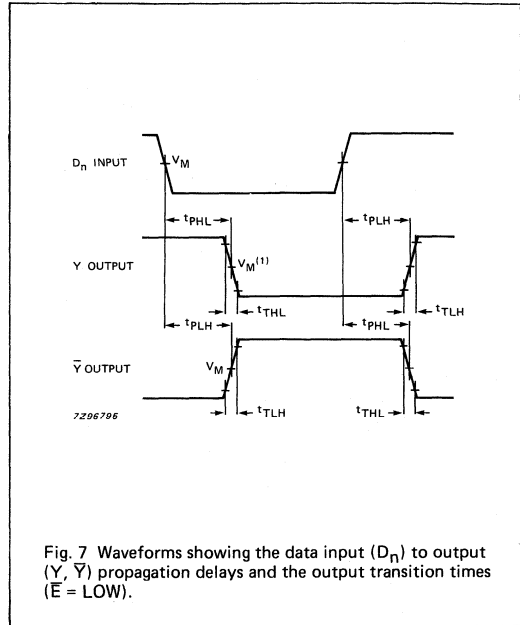 Dn INPUT
VM
tPHL
tPLH
Y OUTPUT
VM(1)
tTHL
tTLH
tPLH
tPHL
Y̅ OUTPUT
VM
tTLH
tTHL
7Z96796
Fig. 7 Waveforms showing the data input (Dn) to output
(Y, Y̅) propagation delays and the output transition times
(E̅ = LOW).